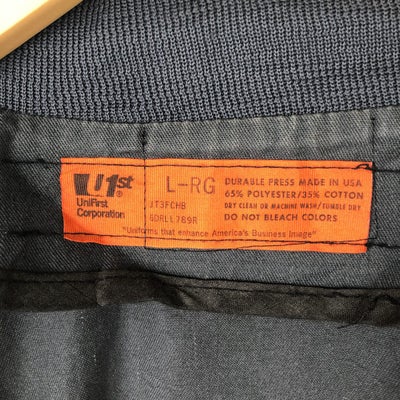 U1st®
UniFirst
Corporation
L-RG
JT3FCHB
6DRLL789R
DURABLE PRESS MADE IN USA
65% POLYESTER/35% COTTON
DRY CLEAN OR MACHINE WASH/TUMBLE DRY
DO NOT BLEACH COLORS
"Uniforms that enhance America's Business Image"